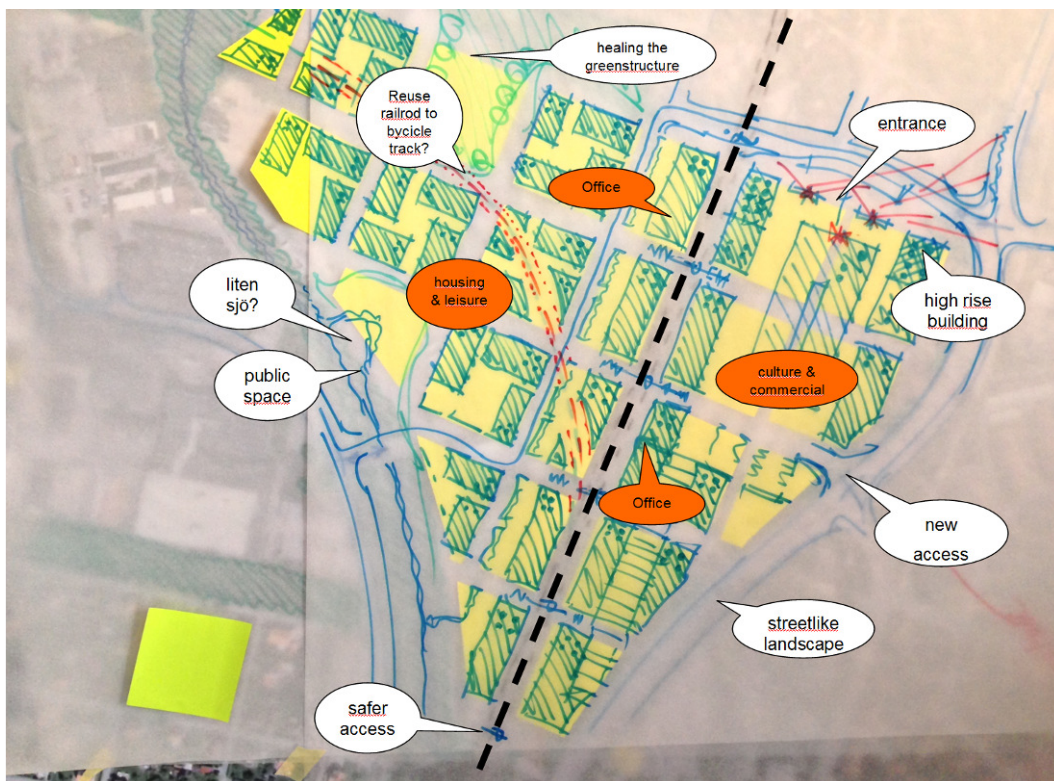 healing the
greenstructure
Reuse
railrod to
bycicle
track?
entrance
Office
liten
sjö?
housing
& leisure
high rise
building
public
space
culture &
commercial
Office
new
access
streetlike
landscape
safer
access